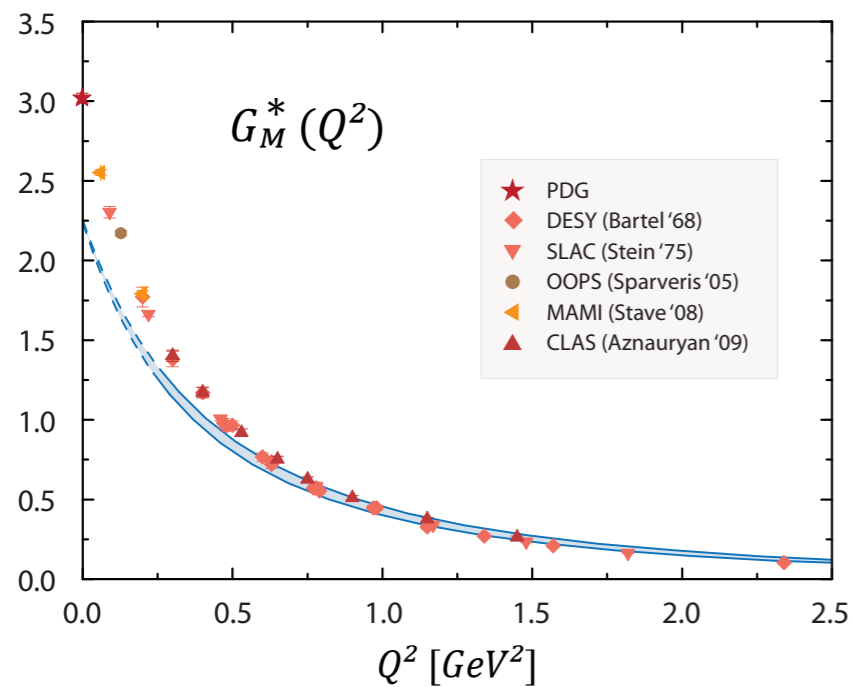 3.5
3.0
2.5
2.0
1.5
1.0
0.5
0.0
G*M(Q²)
PDG
DESY (Bartel ‘68)
SLAC (Stein ‘75)
OOPS (Sparveris ‘05)
MAMI (Stave ‘08)
CLAS (Aznauryan ‘09)
0.0 0.5 1.0 1.5 2.0 2.5
Q² [GeV²]